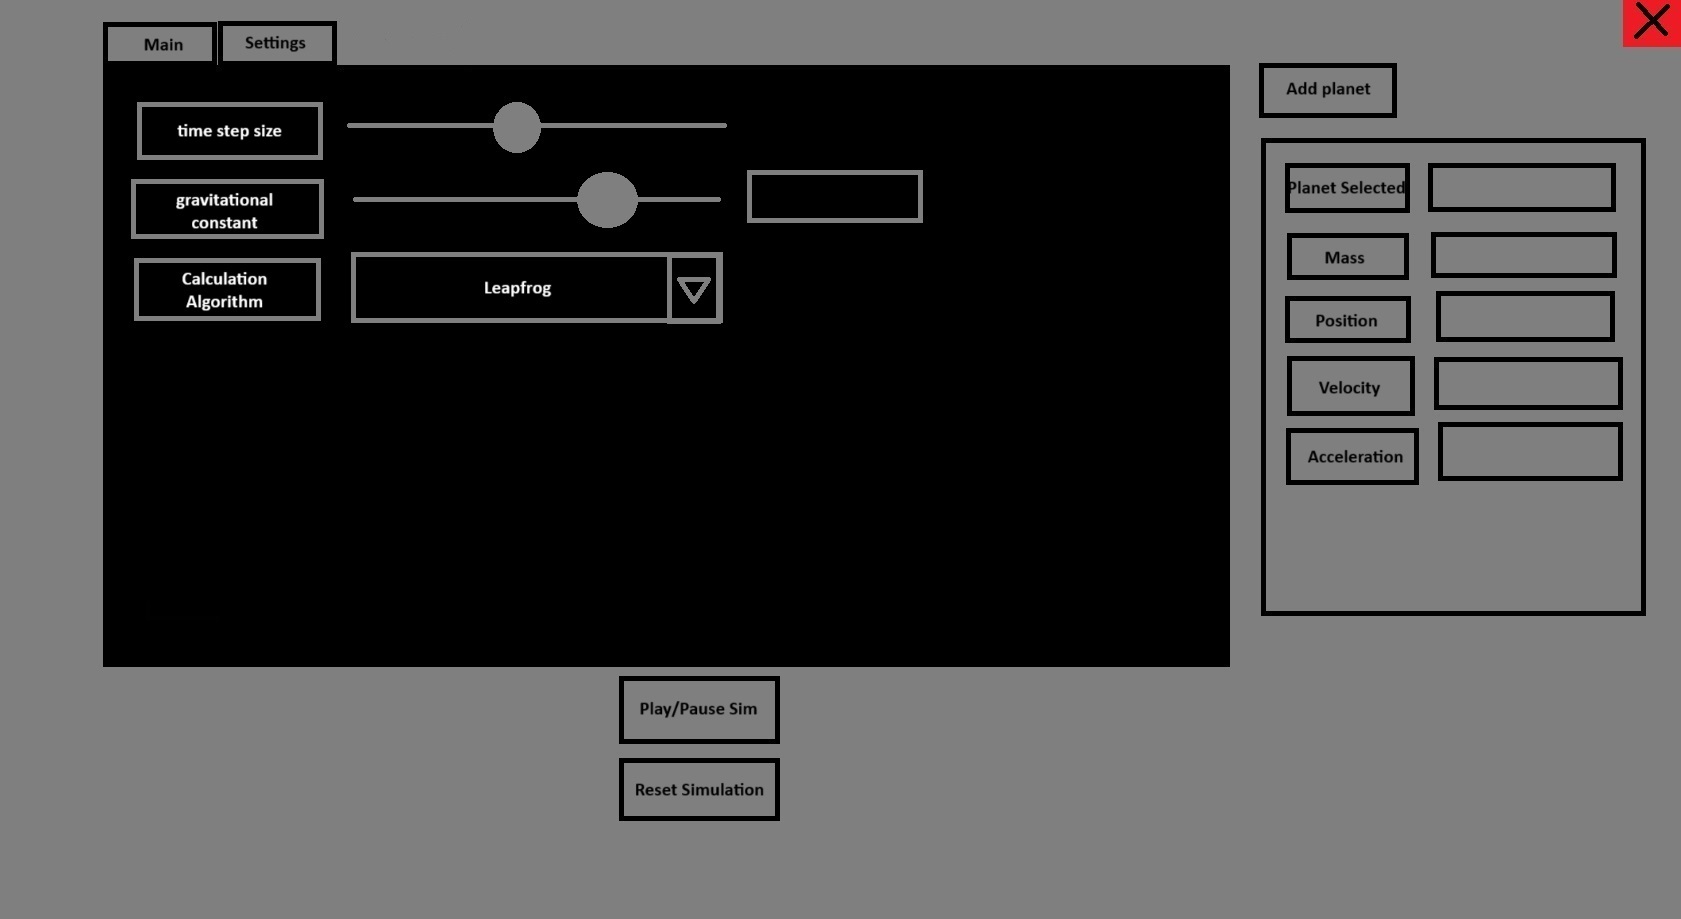 Main
Settings
Add planet
time step size
gravitational
constant
Calculation
Algorithm
Leapfrog
Planet Selected
Mass
Position
Velocity
Acceleration
Play/Pause Sim
Reset Simulation